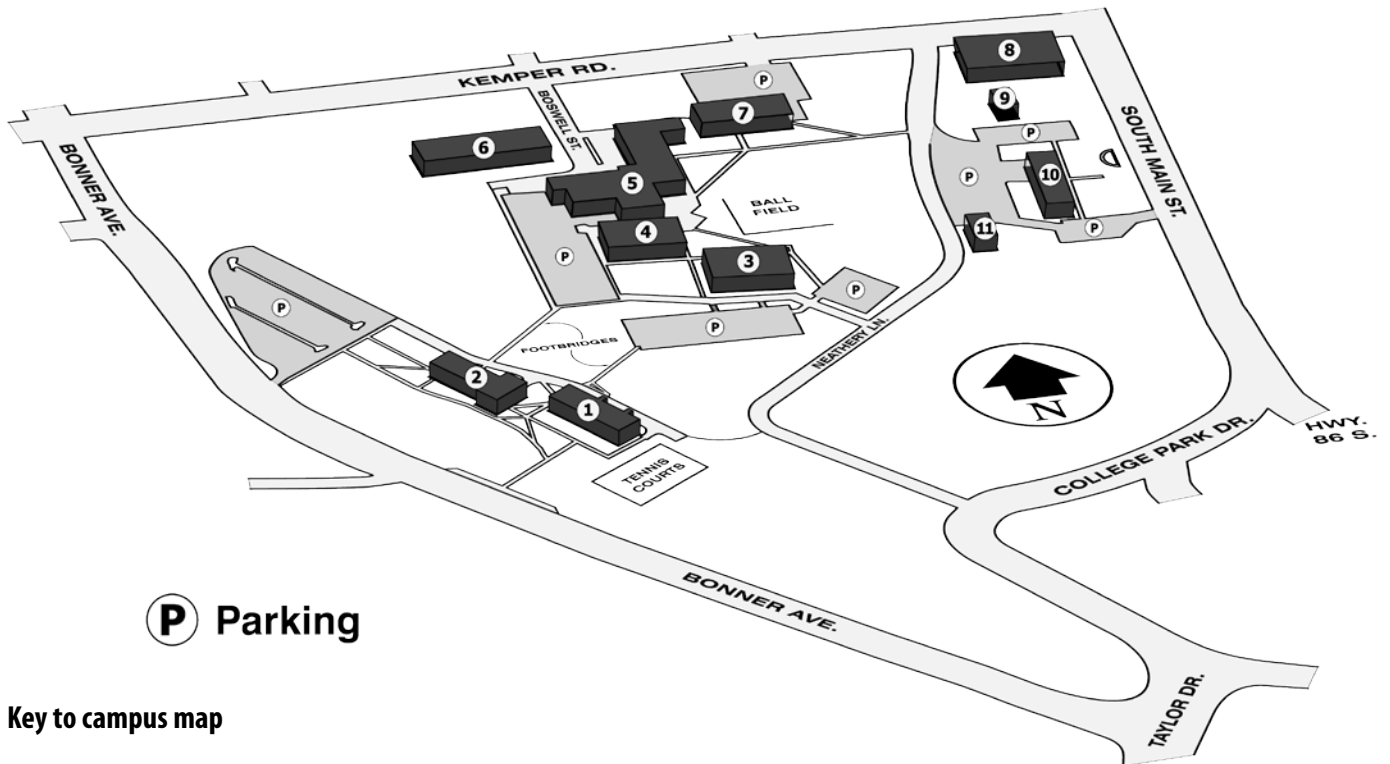 KEMPER RD.
BOSWELL ST.
BONNER AVE.
SOUTH MAIN ST.
8
9
P
7
P
6
5
10
P
BALL
FIELD
11
P
4
3
P
P
P
P
NEATHERY LN.
FOOTBRIDGES
2
1
N
TENNIS
COURTS
HWY.
86 S.
COLLEGE PARK DR.
BONNER AVE.
TAYLOR DR.
P Parking
Key to campus map